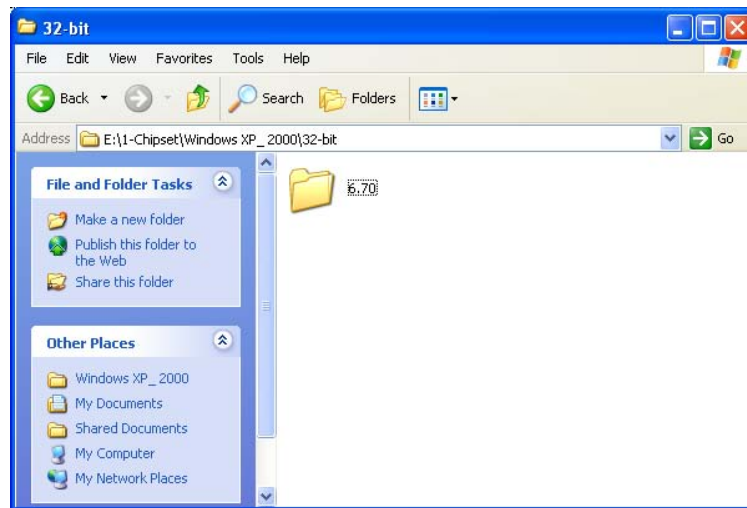 32-bit
File Edit View Favorites Tools Help
Back Search Folders
Address E:\1-Chipset\Windows XP_ 2000\32-bit Go
File and Folder Tasks
Make a new folder
Publish this folder to
the Web
Share this folder
Other Places
Windows XP_ 2000
My Documents
Shared Documents
My Computer
My Network Places
6.70